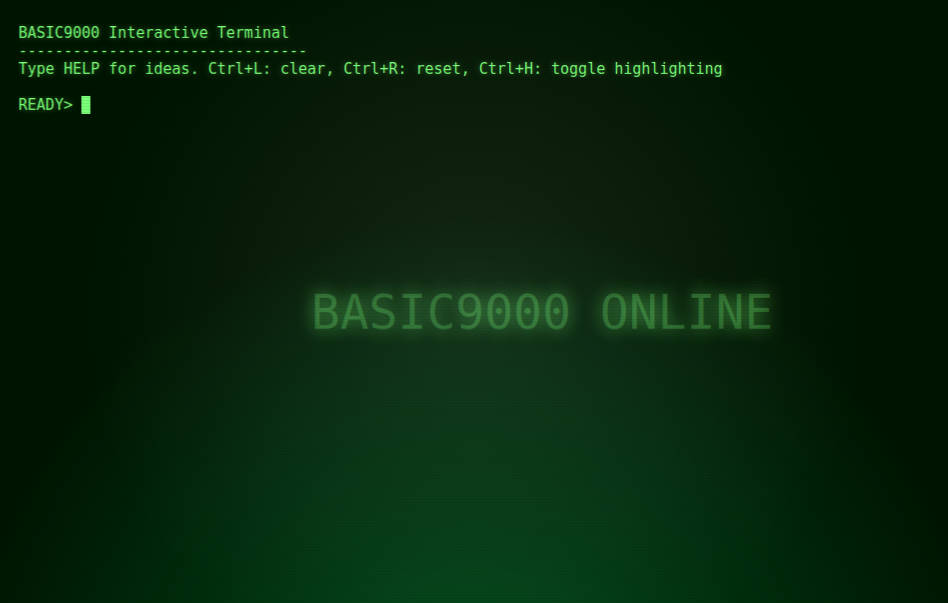 BASIC9000 Interactive Terminal
--------------------------------
Type HELP for ideas. Ctrl+L: clear, Ctrl+R: reset, Ctrl+H: toggle highlighting
READY>
BASIC9000 ONLINE